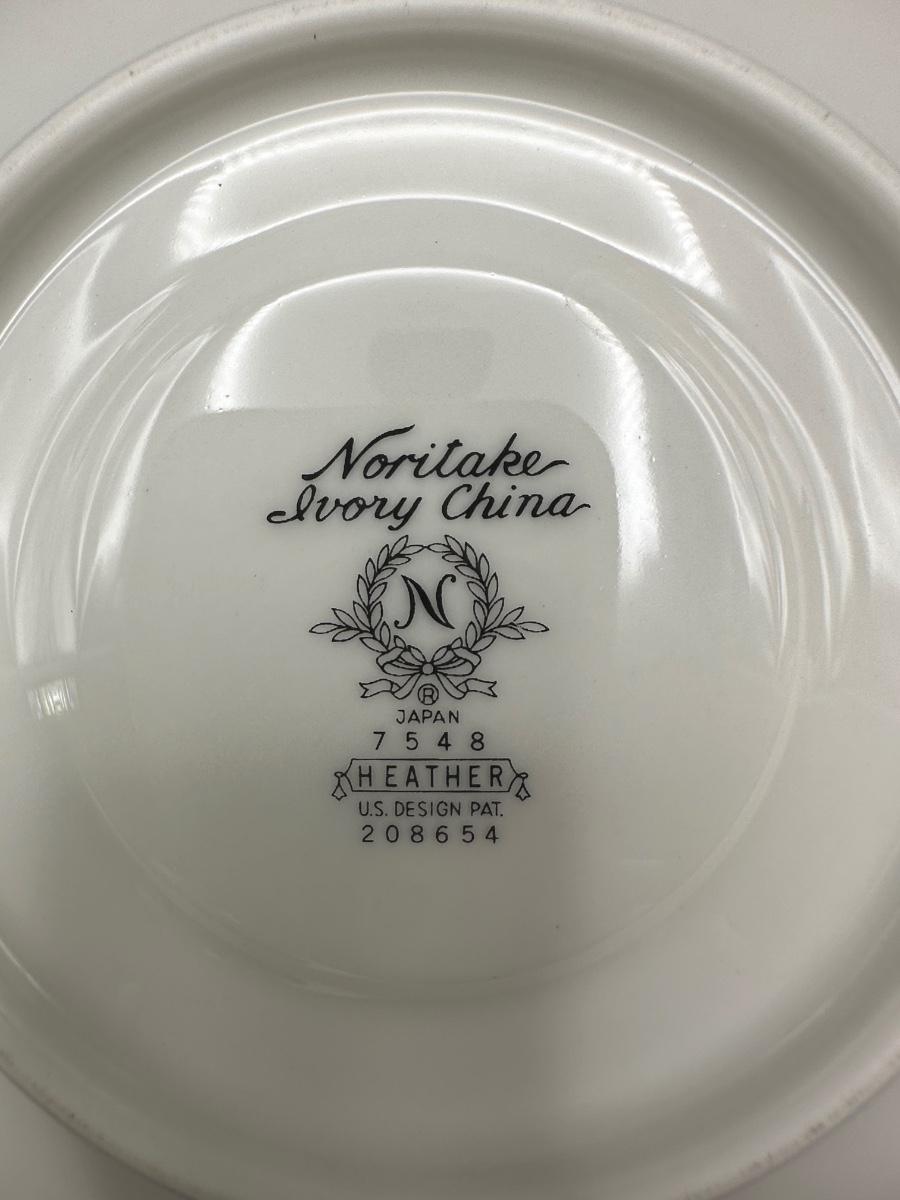 Noritake
Ivory China
N
®
JAPAN
7548
HEATHER
U.S. DESIGN PAT.
208654